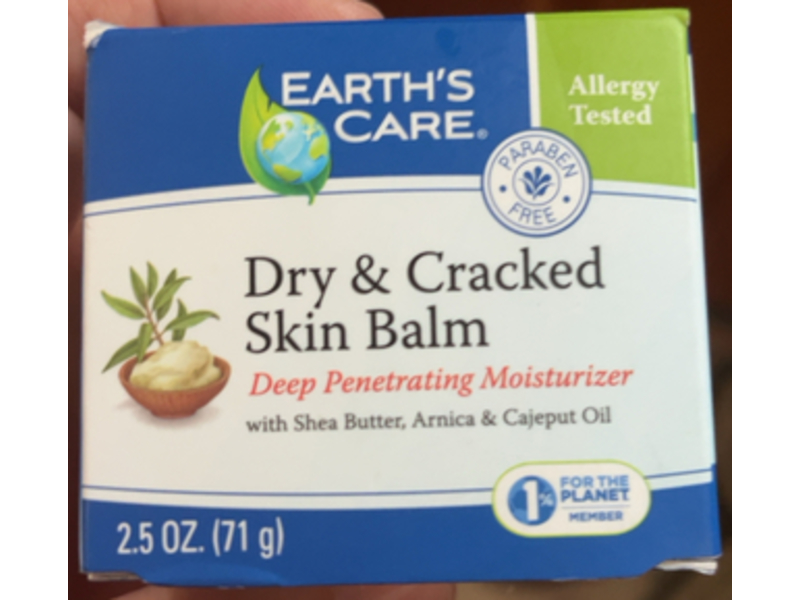 EARTH'S
CARE®
Allergy
Tested
PARABEN
FREE
Dry & Cracked
Skin Balm
Deep Penetrating Moisturizer
with Shea Butter, Arnica & Cajeput Oil
1%
FOR THE
PLANET
MEMBER
2.5 OZ. (71 g)